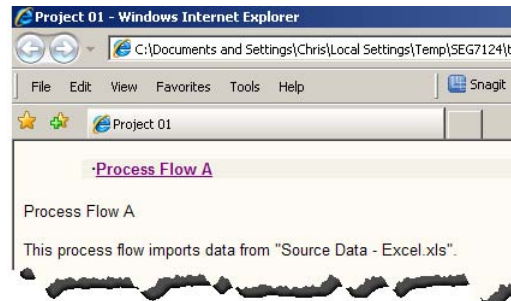 Project 01 - Windows Internet Explorer
C:\Documents and Settings\Chris\Local Settings\Temp\SEG7124\t
File Edit View Favorites Tools Help Snagit
Project 01
·Process Flow A
Process Flow A
This process flow imports data from "Source Data - Excel.xls".